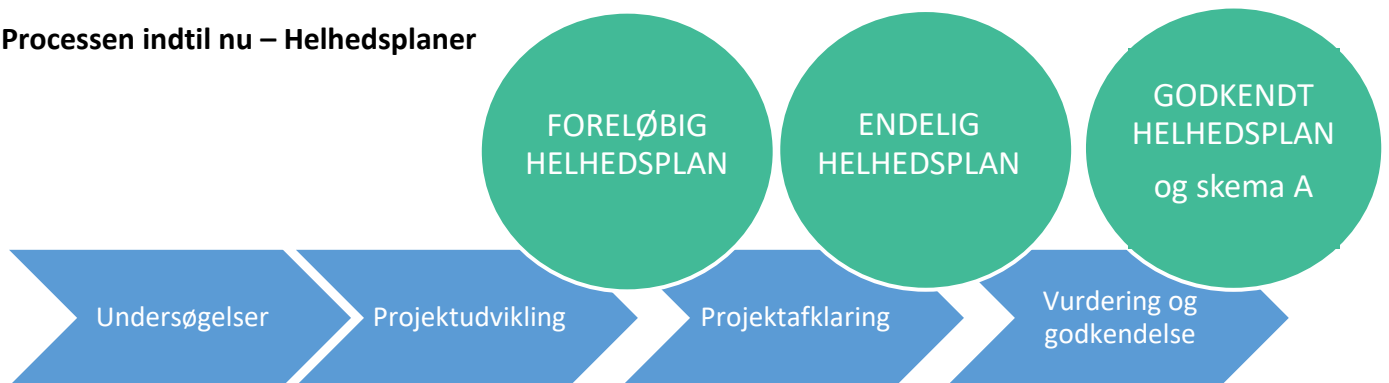 Processen indtil nu – Helhedsplaner
FORELØBIG
HELHEDSPLAN
ENDELIG
HELHEDSPLAN
GODKENDT
HELHEDSPLAN
og skema A
Undersøgelser
Projektudvikling
Projektafklaring
Vurdering og
godkendelse